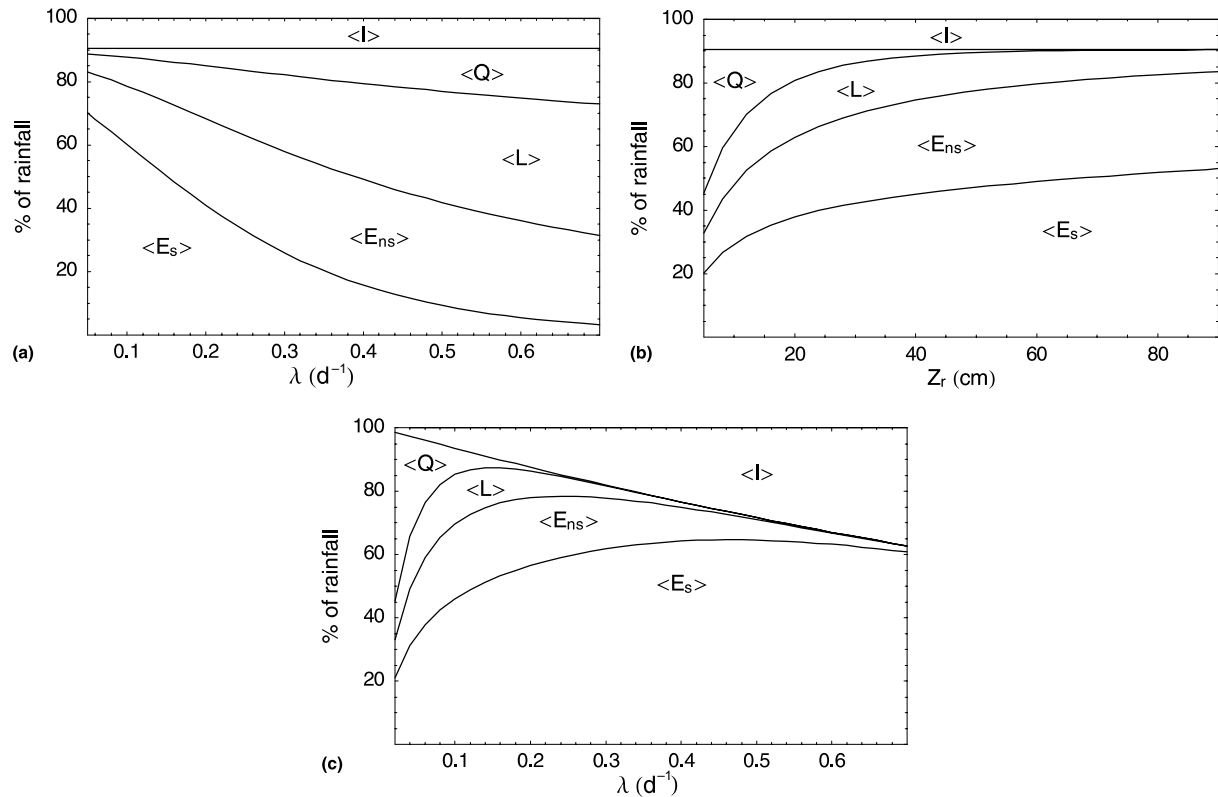 100
80
60
40
20
% of rainfall
<I>
<Q>
<L>
<Ens>
<Es>
0.1 0.2 0.3 0.4 0.5 0.6
λ (d⁻¹)
(a)
100
80
60
40
20
% of rainfall
<I>
<Q>
<L>
<Ens>
<Es>
20 40 60 80
Zr (cm)
(b)
100
80
60
40
20
% of rainfall
<Q>
<I>
<L>
<Ens>
<Es>
0.1 0.2 0.3 0.4 0.5 0.6
λ (d⁻¹)
(c)